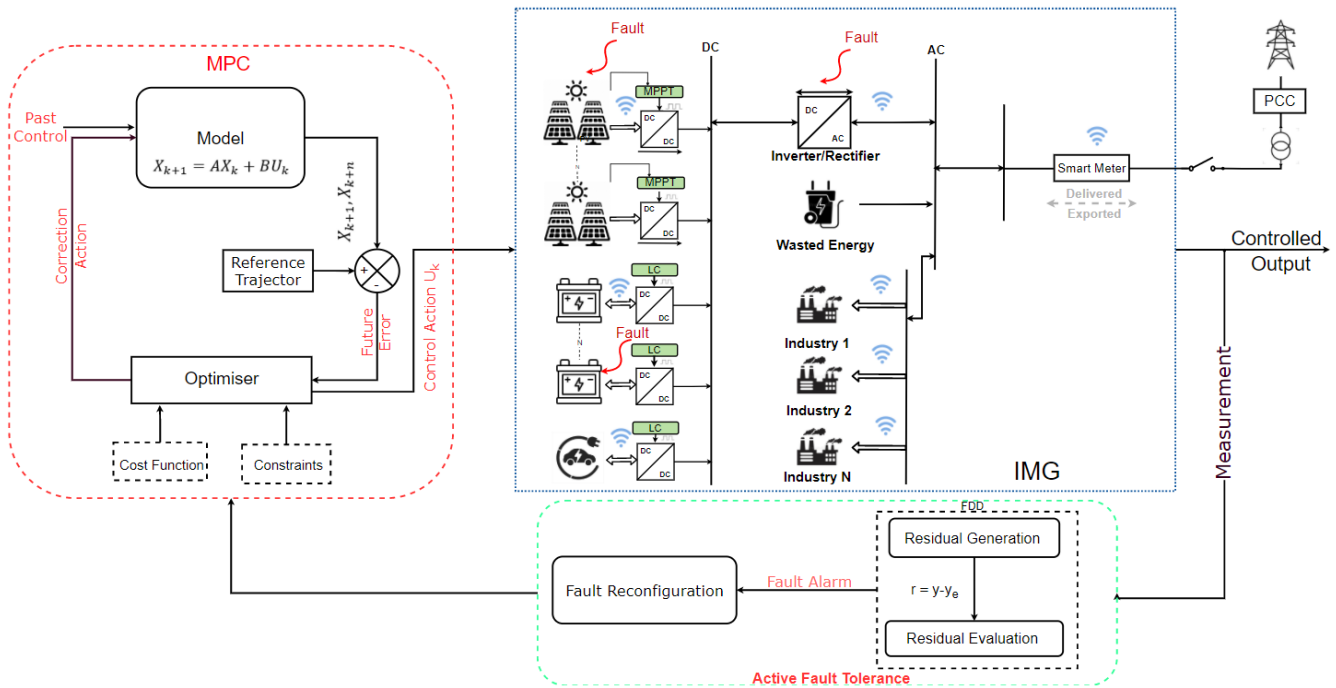 MPC
Past
Control
Model
X_{k+1} = AX_k + BU_k
X_{k+1}, X_{k+n}
Correction
Action
Reference
Trajector
+
-
Future
Error
Control Action U_k
Optimiser
Cost Function
Constraints
Fault
DC
Fault
AC
MPPT
DC
DC
DC
AC
Inverter/Rectifier
MPPT
DC
DC
Wasted Energy
LC
DC
DC
N
Fault
LC
DC
DC
LC
DC
DC
Industry 1
Industry 2
Industry N
IMG
PCC
Smart Meter
Delivered
Exported
Controlled
Output
Measurement
FDD
Residual Generation
r = y-y_e
Residual Evaluation
Fault Alarm
Fault Reconfiguration
Active Fault Tolerance